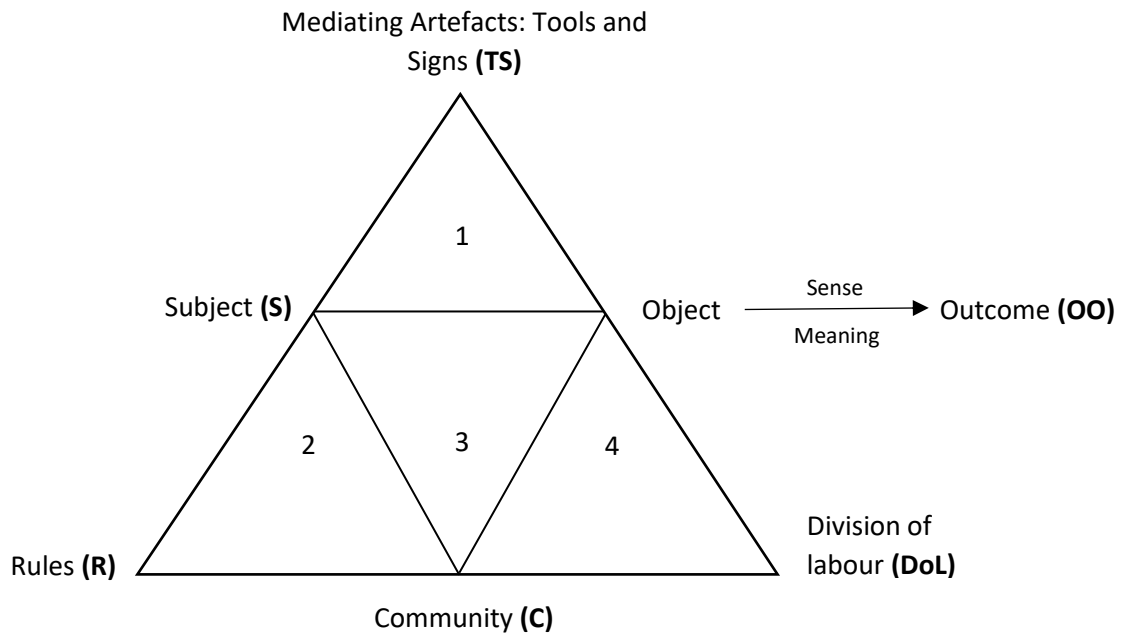 Mediating Artefacts: Tools and
Signs (TS)
1
Subject (S)
Object
Sense
Meaning
Outcome (OO)
2
3
4
Rules (R)
Division of
labour (DoL)
Community (C)